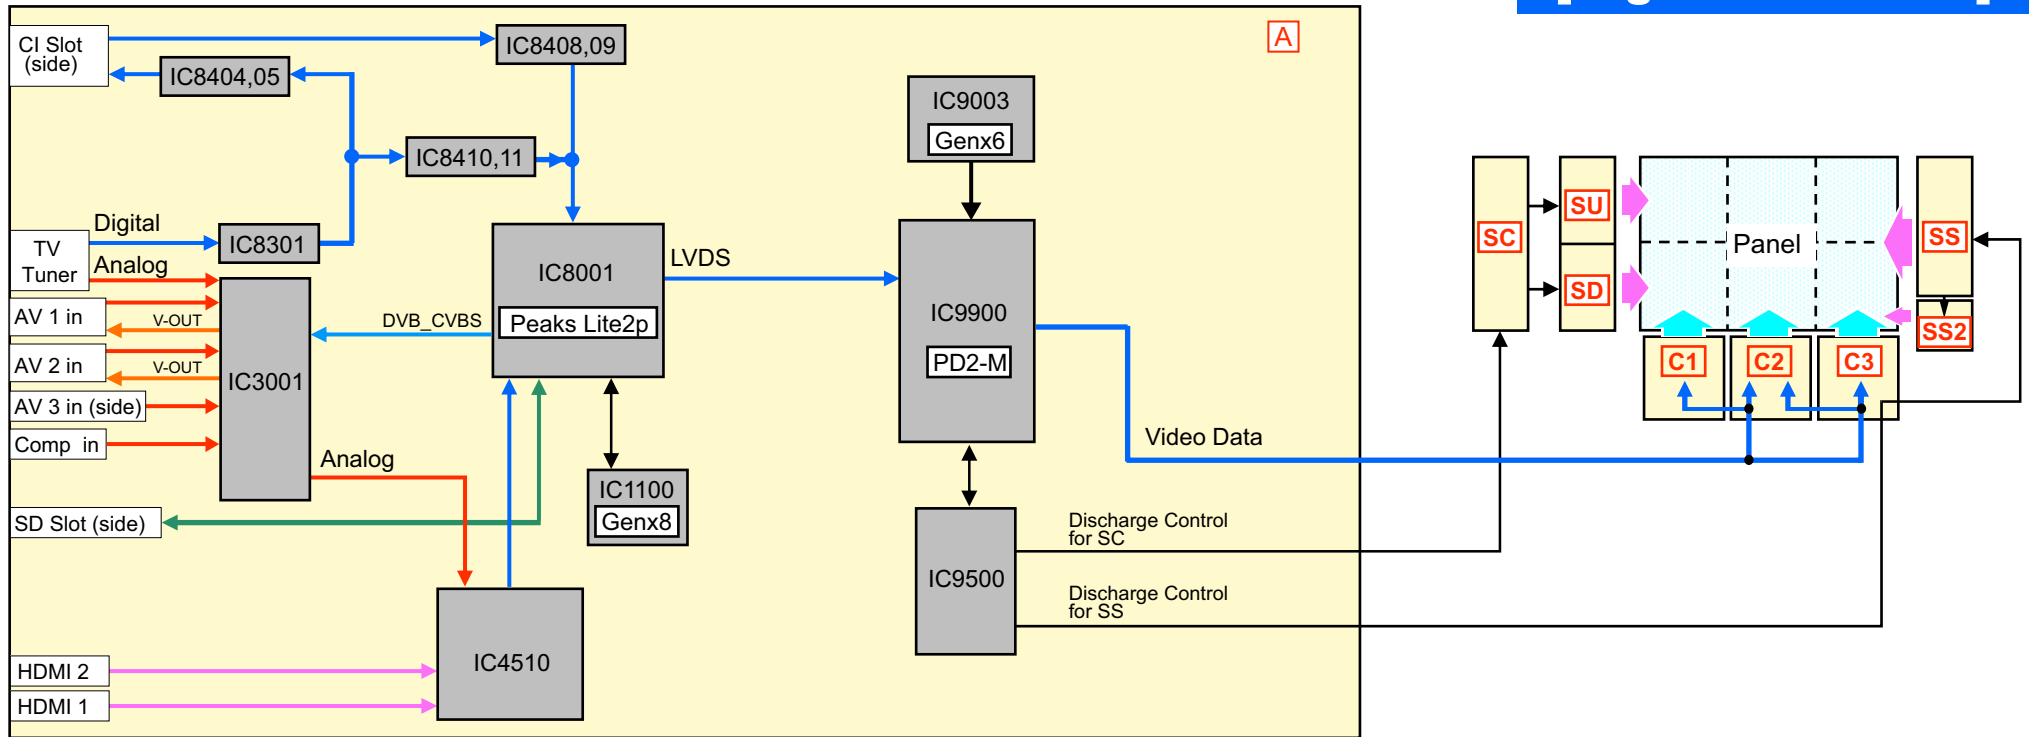 CI Slot
(side)
IC8408,09
A
IC8404,05
IC9003
Genx6
IC8410,11
Digital
TV
Tuner
IC8301
Analog
IC8001
Peaks Lite2p
LVDS
SC
SU
SD
Panel
SS
SS2
AV 1 in
V-OUT
DVB_CVBS
IC9900
PD2-M
AV 2 in
V-OUT
IC3001
C1
C2
C3
AV 3 in (side)
Comp in
Analog
Video Data
IC1100
Genx8
SD Slot (side)
Discharge Control
for SC
IC9500
Discharge Control
for SS
IC4510
HDMI 2
HDMI 1